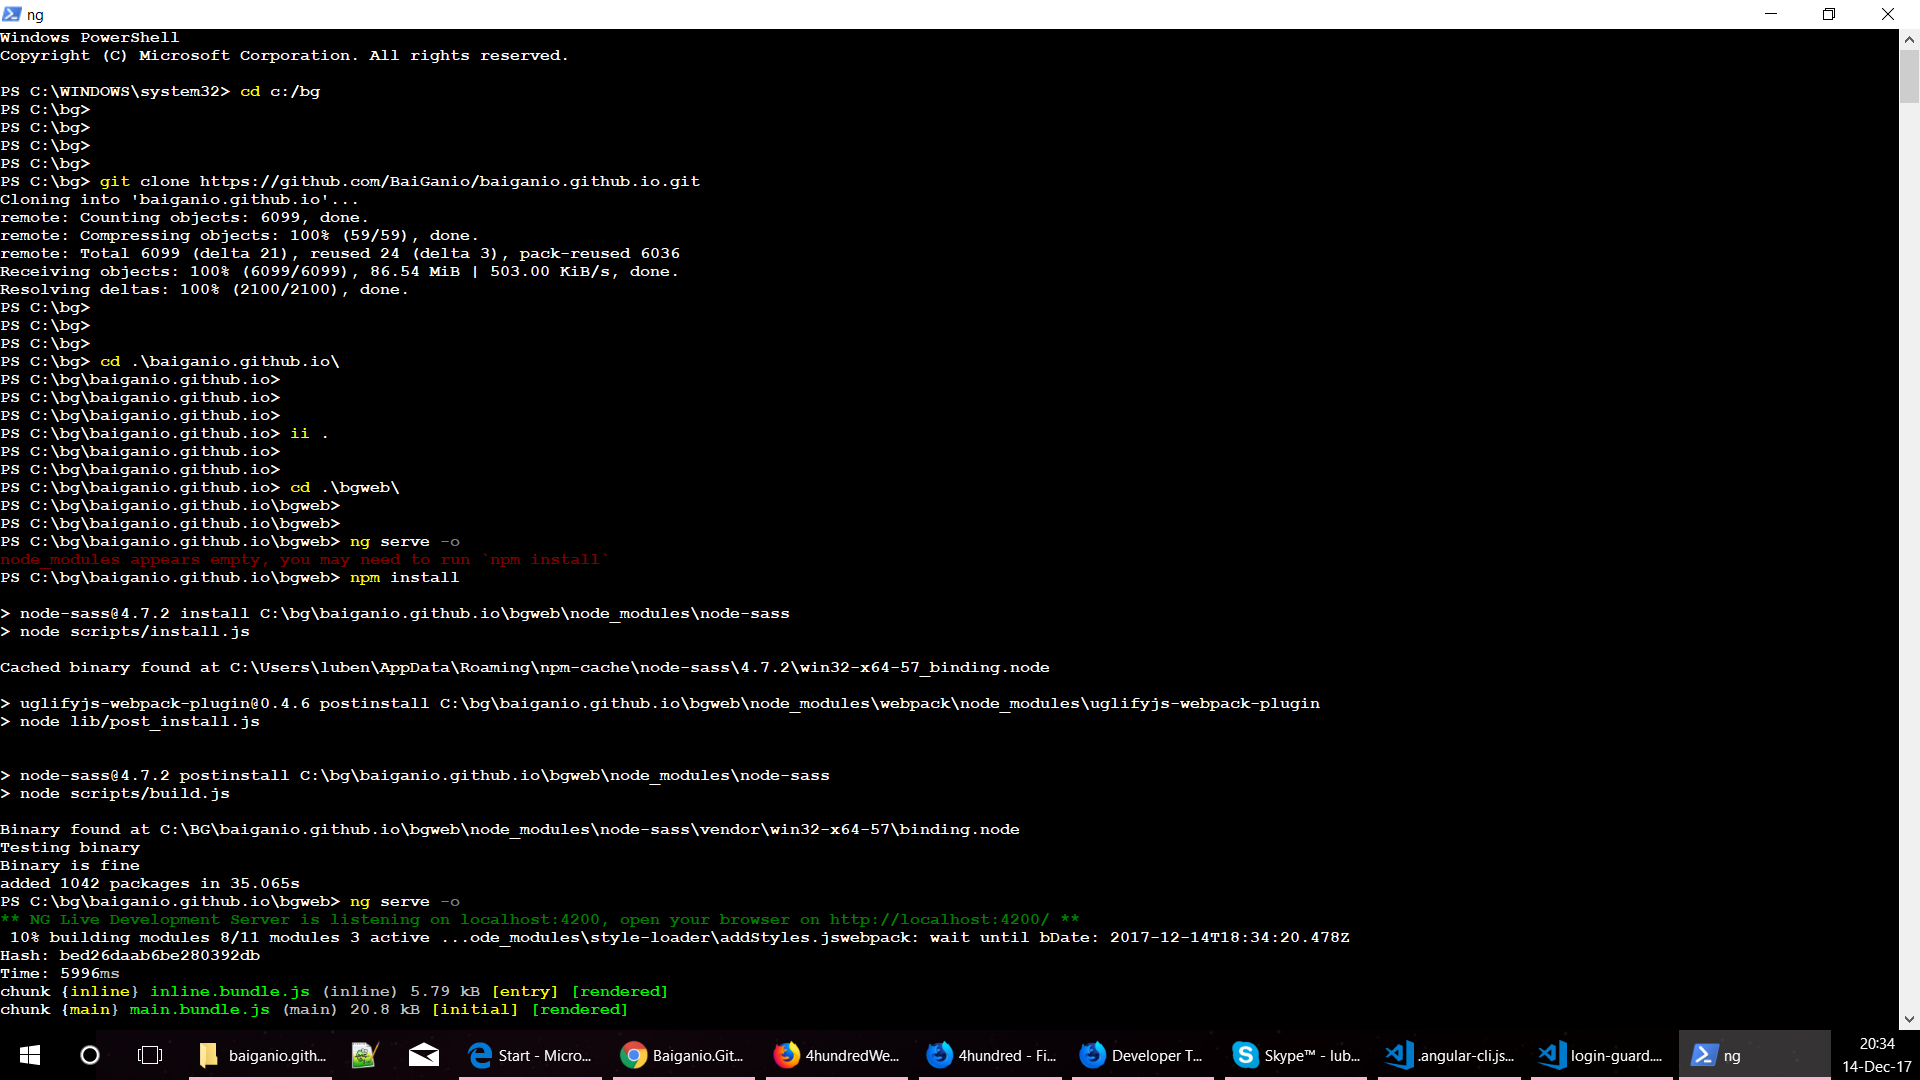 ng
Windows PowerShell
Copyright (C) Microsoft Corporation. All rights reserved.
PS C:\WINDOWS\system32> cd c:/bg
PS C:\bg>
PS C:\bg>
PS C:\bg>
PS C:\bg>
PS C:\bg> git clone https://github.com/BaiGanio/baiganio.github.io.git
Cloning into 'baiganio.github.io'...
remote: Counting objects: 6099, done.
remote: Compressing objects: 100% (59/59), done.
remote: Total 6099 (delta 21), reused 24 (delta 3), pack-reused 6036
Receiving objects: 100% (6099/6099), 86.54 MiB | 503.00 KiB/s, done.
Resolving deltas: 100% (2100/2100), done.
PS C:\bg>
PS C:\bg>
PS C:\bg>
PS C:\bg> cd .\baiganio.github.io\
PS C:\bg\baiganio.github.io>
PS C:\bg\baiganio.github.io>
PS C:\bg\baiganio.github.io>
PS C:\bg\baiganio.github.io> ii .
PS C:\bg\baiganio.github.io>
PS C:\bg\baiganio.github.io>
PS C:\bg\baiganio.github.io> cd .\bgweb\
PS C:\bg\baiganio.github.io\bgweb>
PS C:\bg\baiganio.github.io\bgweb>
PS C:\bg\baiganio.github.io\bgweb> ng serve -o
node_modules appears empty, you may need to run `npm install`
PS C:\bg\baiganio.github.io\bgweb> npm install
> node-sass@4.7.2 install C:\bg\baiganio.github.io\bgweb\node_modules\node-sass
> node scripts/install.js
Cached binary found at C:\Users\luben\AppData\Roaming\npm-cache\node-sass\4.7.2\win32-x64-57_binding.node
> uglifyjs-webpack-plugin@0.4.6 postinstall C:\bg\baiganio.github.io\bgweb\node_modules\webpack\node_modules\uglifyjs-webpack-plugin
> node lib/post_install.js
> node-sass@4.7.2 postinstall C:\bg\baiganio.github.io\bgweb\node_modules\node-sass
> node scripts/build.js
Binary found at C:\BG\baiganio.github.io\bgweb\node_modules\node-sass\vendor\win32-x64-57\binding.node
Testing binary
Binary is fine
added 1042 packages in 35.065s
PS C:\bg\baiganio.github.io\bgweb> ng serve -o
** NG Live Development Server is listening on localhost:4200, open your browser on http://localhost:4200/ **
10% building modules 8/11 modules 3 active ...ode_modules\style-loader\addStyles.jswebpack: wait until bDate: 2017-12-14T18:34:20.478Z
Hash: bed26daab6be280392db
Time: 5996ms
chunk {inline} inline.bundle.js (inline) 5.79 kB [entry] [rendered]
chunk {main} main.bundle.js (main) 20.8 kB [initial] [rendered]
baiganio.gith... Start - Micro... Baiganio.Git... 4hundredWe... 4hundred - Fi... Developer T... Skype™ - lub... .angular-cli.js... login-guard.... ng
20:34
14-Dec-17